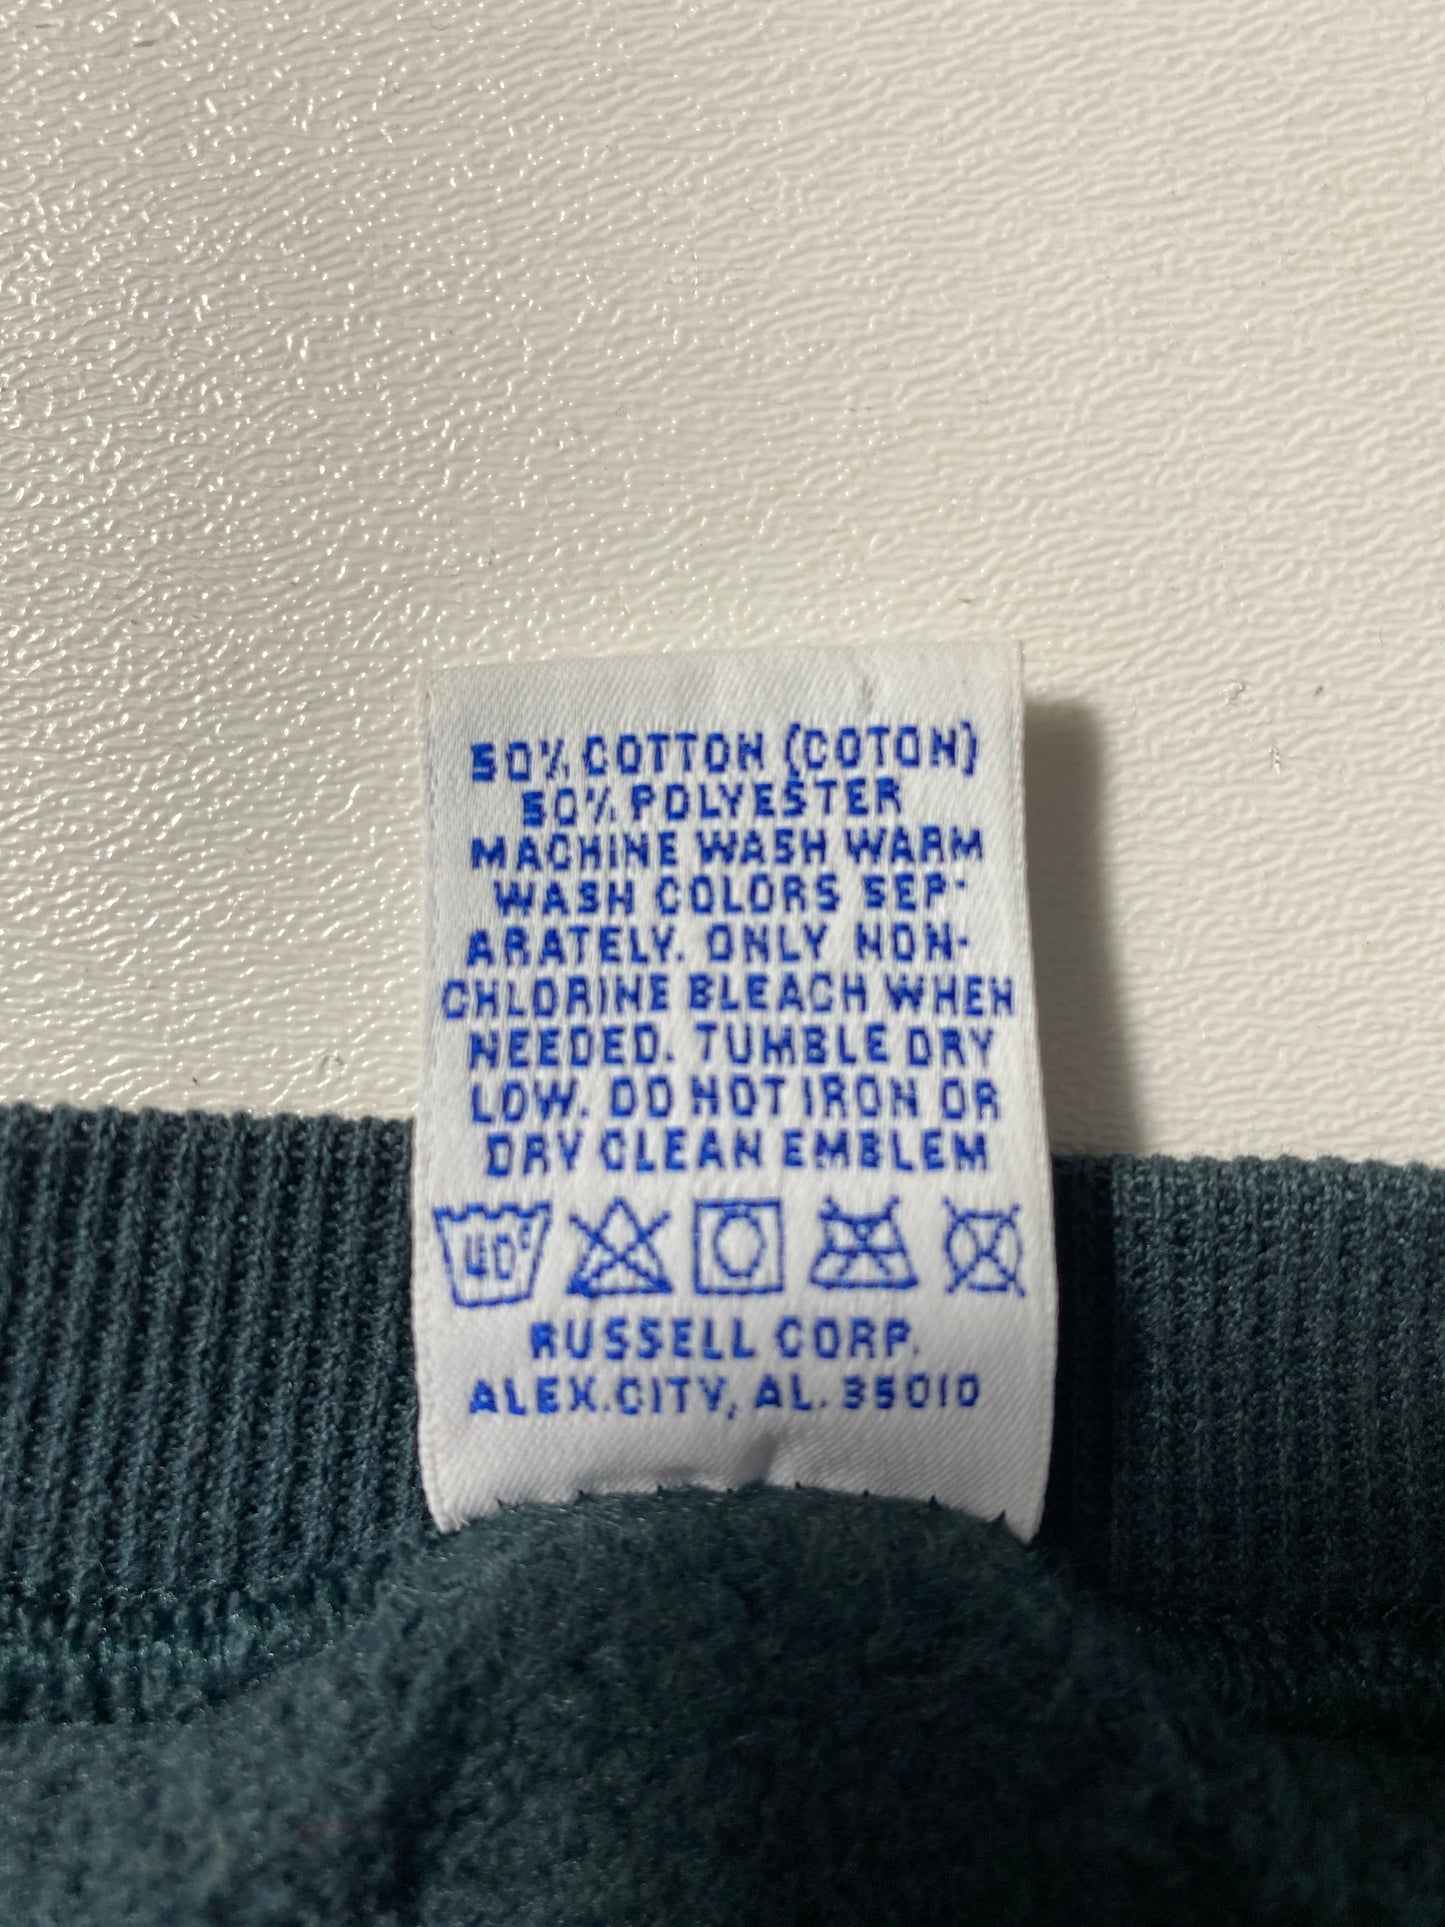 50% COTTON (COTON)
50% POLYESTER
MACHINE WASH WARM
WASH COLORS SEP-
ARATELY. ONLY NON-
CHLORINE BLEACH WHEN
NEEDED. TUMBLE DRY
LOW. DO NOT IRON OR
DRY CLEAN EMBLEM
40°
RUSSELL CORP.
ALEX.CITY, AL. 35010